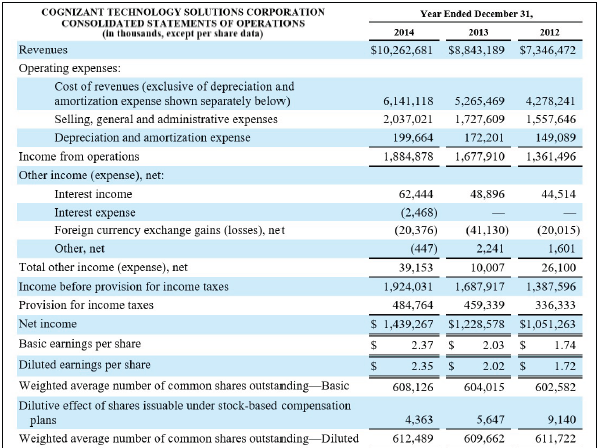 COGNIZANT TECHNOLOGY SOLUTIONS CORPORATION
CONSOLIDATED STATEMENTS OF OPERATIONS
(in thousands, except per share data)
Year Ended December 31,
2014 2013 2012
Revenues $10,262,681 $8,843,189 $7,346,472
Operating expenses:
Cost of revenues (exclusive of depreciation and
amortization expense shown separately below) 6,141,118 5,265,469 4,278,241
Selling, general and administrative expenses 2,037,021 1,727,609 1,557,646
Depreciation and amortization expense 199,664 172,201 149,089
Income from operations 1,884,878 1,677,910 1,361,496
Other income (expense), net:
Interest income 62,444 48,896 44,514
Interest expense (2,468) — —
Foreign currency exchange gains (losses), net (20,376) (41,130) (20,015)
Other, net (447) 2,241 1,601
Total other income (expense), net 39,153 10,007 26,100
Income before provision for income taxes 1,924,031 1,687,917 1,387,596
Provision for income taxes 484,764 459,339 336,333
Net income $ 1,439,267 $1,228,578 $1,051,263
Basic earnings per share $ 2.37 $ 2.03 $ 1.74
Diluted earnings per share $ 2.35 $ 2.02 $ 1.72
Weighted average number of common shares outstanding—Basic 608,126 604,015 602,582
Dilutive effect of shares issuable under stock-based compensation
plans 4,363 5,647 9,140
Weighted average number of common shares outstanding—Diluted 612,489 609,662 611,722